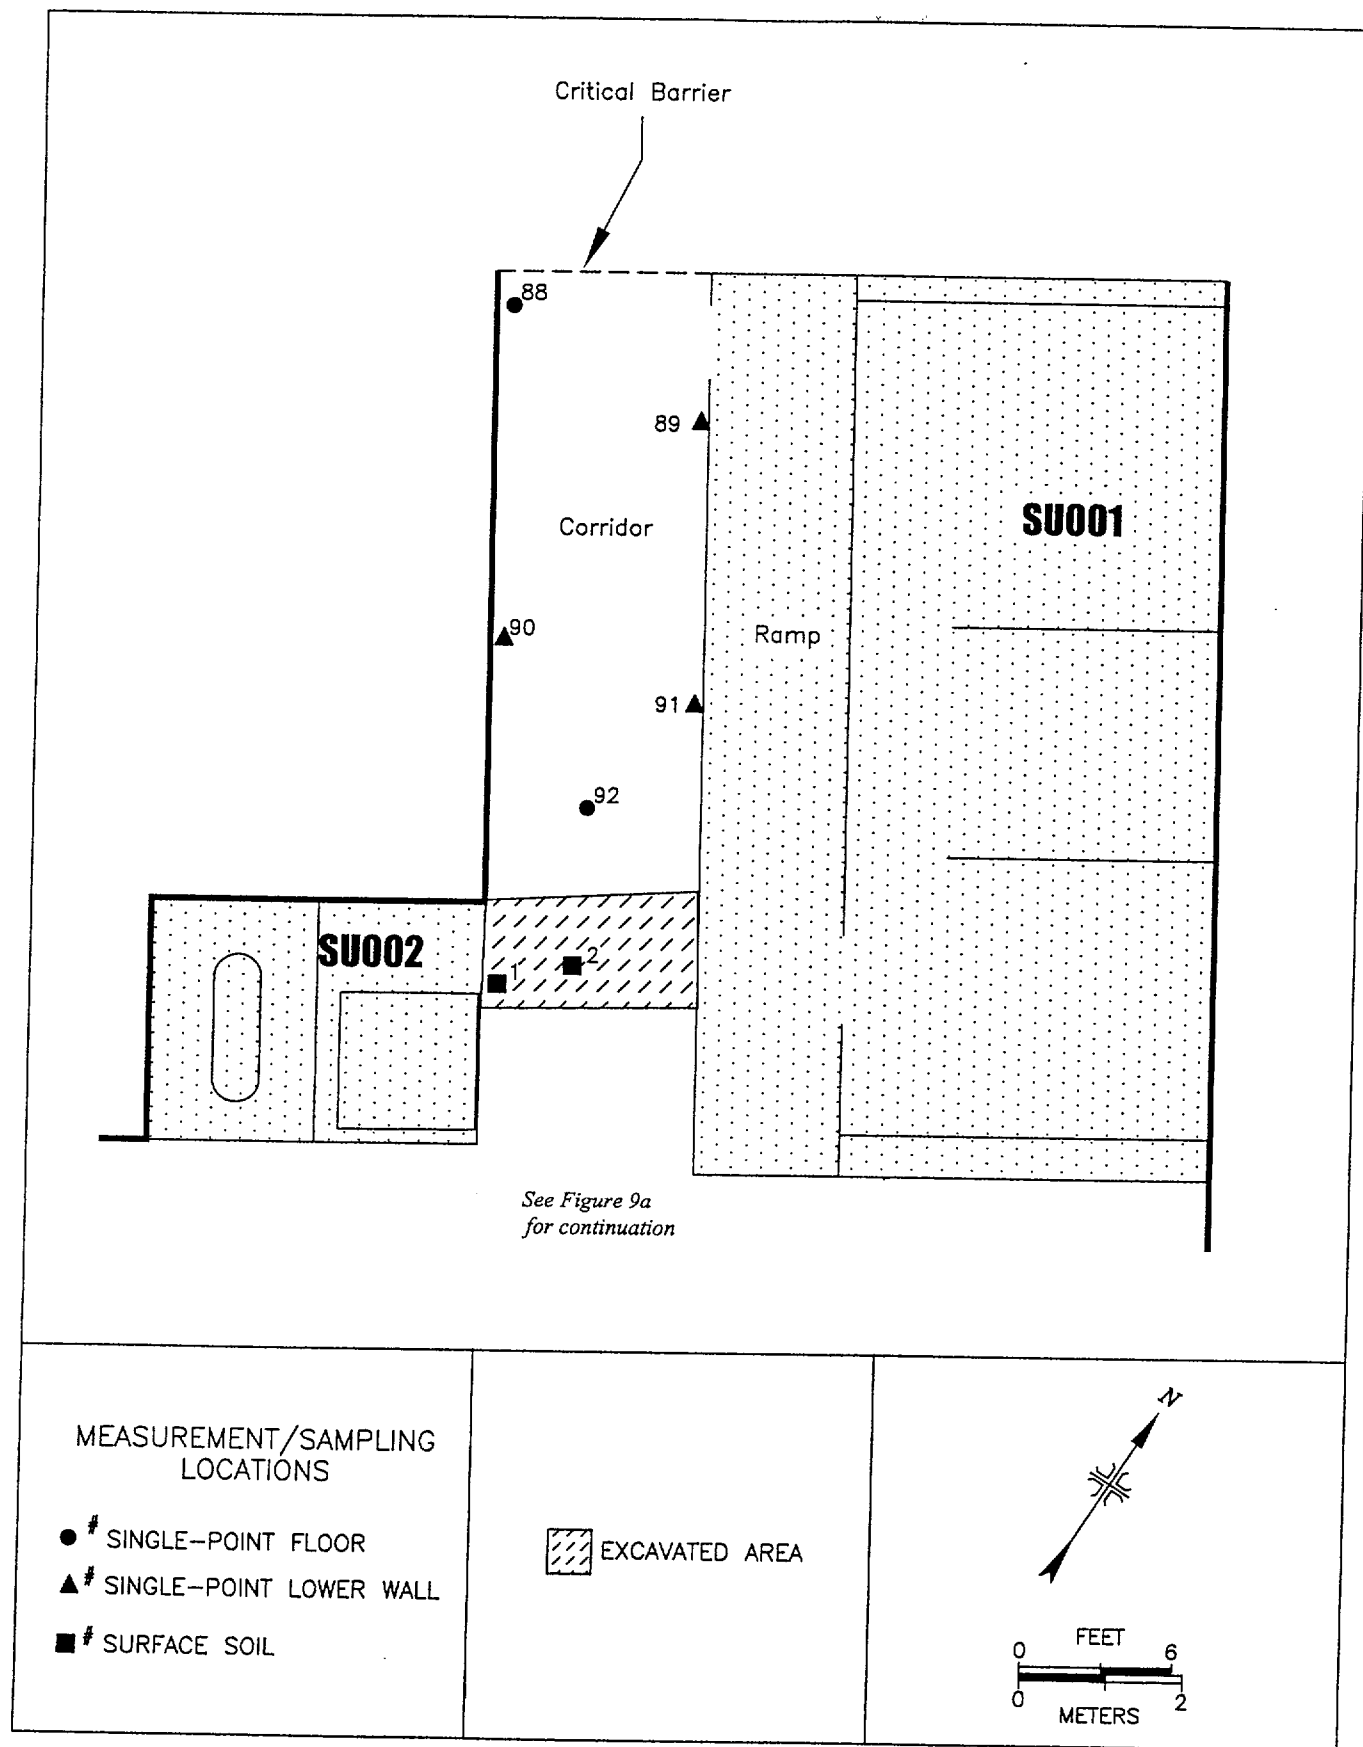 Critical Barrier
88
89
Corridor
SU001
90
Ramp
91
92
SU002
1
2
See Figure 9a
for continuation
MEASUREMENT/SAMPLING
LOCATIONS
# SINGLE-POINT FLOOR
# SINGLE-POINT LOWER WALL
# SURFACE SOIL
EXCAVATED AREA
N
FEET
0 6
0 2
METERS